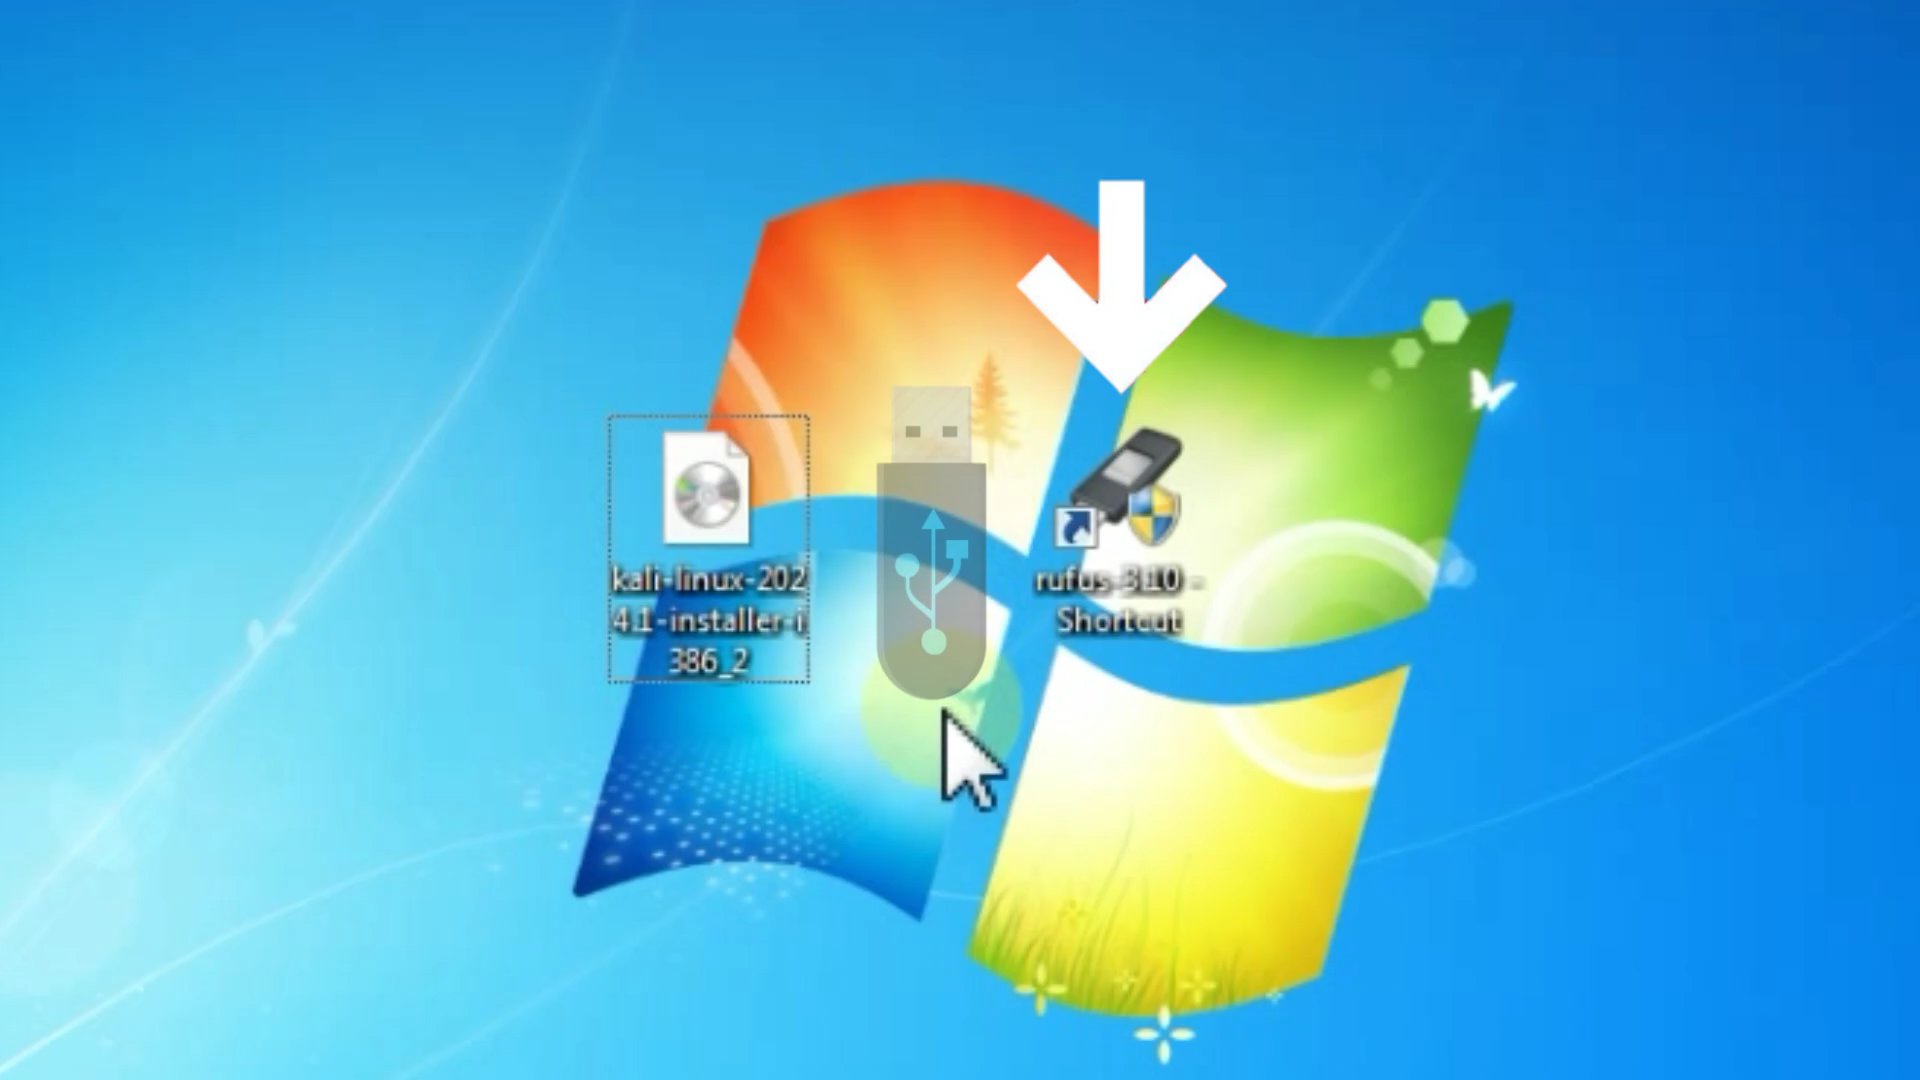 kali-linux-202
4.1-installer-i
386_2
rufus-3.10 -
Shortcut